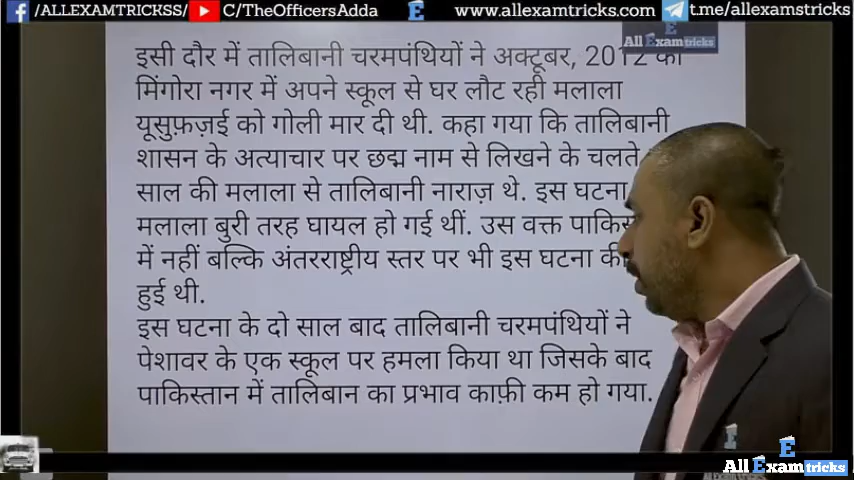 /ALLEXAMTRICKSS/ C/TheOfficersAdda E www.allexamtricks.com t.me/allexamstricks
E
All Examtricks
इसी दौर में तालिबानी चरमपंथियों ने अक्टूबर, 2012 को
मिंगोरा नगर में अपने स्कूल से घर लौट रही मलाला
यूसुफ़ज़ई को गोली मार दी थी. कहा गया कि तालिबानी
शासन के अत्याचार पर छद्म नाम से लिखने के चलते
साल की मलाला से तालिबानी नाराज़ थे. इस घटना
मलाला बुरी तरह घायल हो गई थीं. उस वक्त
में नहीं बल्कि अंतरराष्ट्रीय स्तर पर भी इस घटना की
हुई थी.
इस घटना के दो साल बाद तालिबानी चरमपंथियों ने
पेशावर के एक स्कूल पर हमला किया था जिसके बाद
पाकिस्तान में तालिबान का प्रभाव काफ़ी कम हो गया.
E
All Examtricks